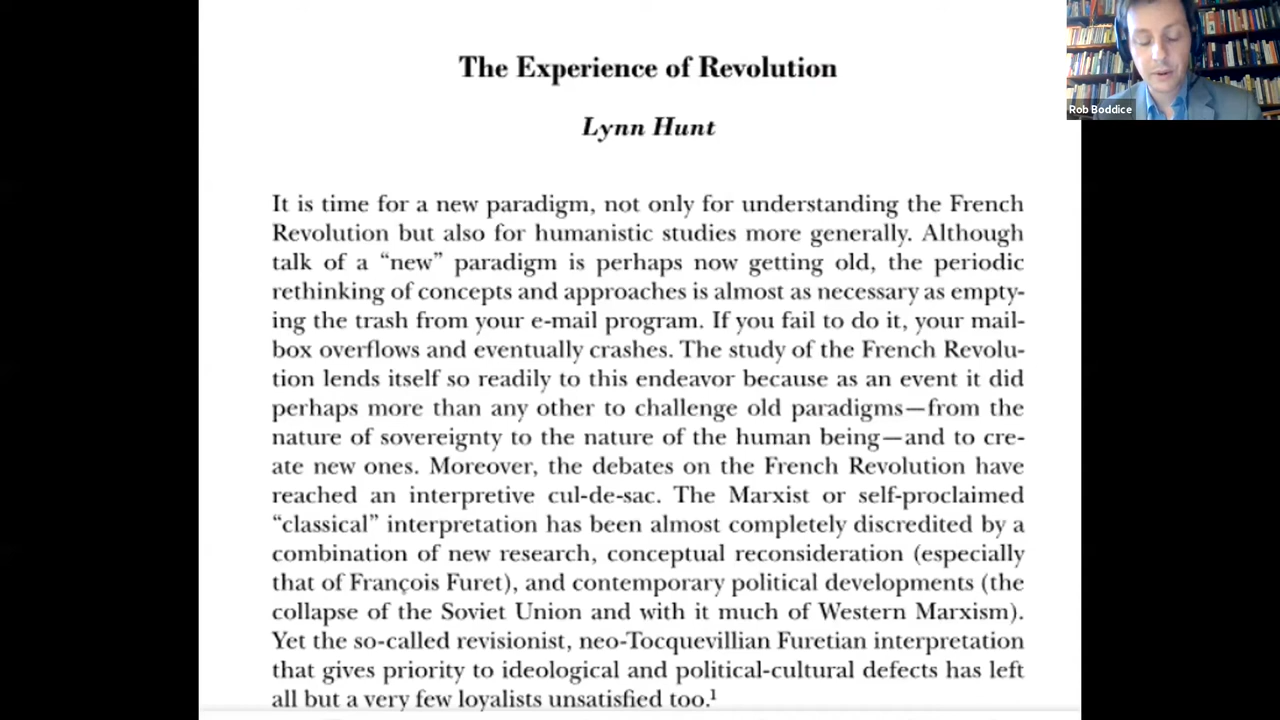 The Experience of Revolution
Lynn Hunt
Rob Boddice
It is time for a new paradigm, not only for understanding the French
Revolution but also for humanistic studies more generally. Although
talk of a “new” paradigm is perhaps now getting old, the periodic
rethinking of concepts and approaches is almost as necessary as empty-
ing the trash from your e-mail program. If you fail to do it, your mail-
box overflows and eventually crashes. The study of the French Revolu-
tion lends itself so readily to this endeavor because as an event it did
perhaps more than any other to challenge old paradigms—from the
nature of sovereignty to the nature of the human being—and to cre-
ate new ones. Moreover, the debates on the French Revolution have
reached an interpretive cul-de-sac. The Marxist or self-proclaimed
“classical” interpretation has been almost completely discredited by a
combination of new research, conceptual reconsideration (especially
that of François Furet), and contemporary political developments (the
collapse of the Soviet Union and with it much of Western Marxism).
Yet the so-called revisionist, neo-Tocquevillian Furetian interpretation
that gives priority to ideological and political-cultural defects has left
all but a very few loyalists unsatisfied too.¹